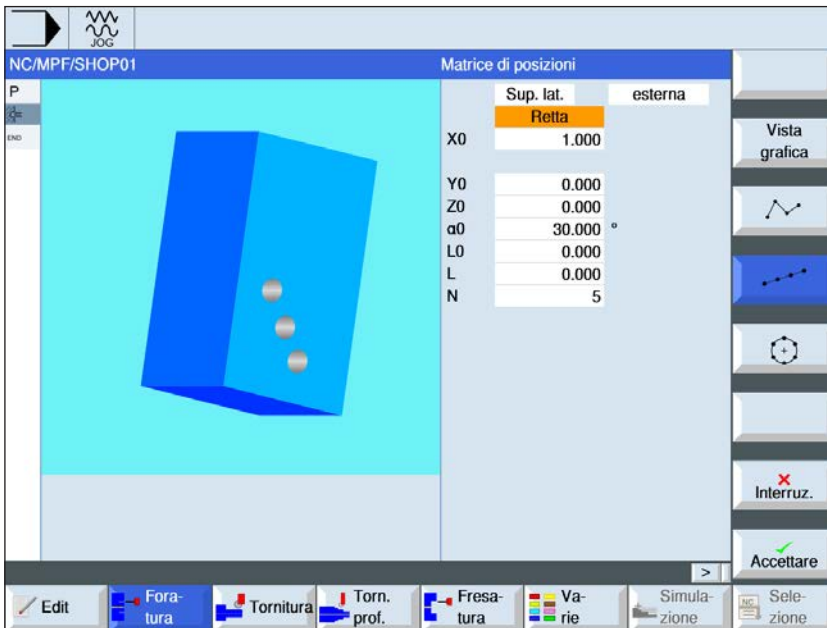 JOG
NC/MPF/SHOP01
Matrice di posizioni
P
END
Sup. lat. esterna
Retta
X0 1.000
Y0 0.000
Z0 0.000
α0 30.000 °
L0 0.000
L 0.000
N 5
Vista
grafica
Interruz.
Accettare
>
Edit
Fora-
tura
Tornitura
Torn.
prof.
Fresa-
tura
Va-
rie
Simula-
zione
NC
Sele-
zione